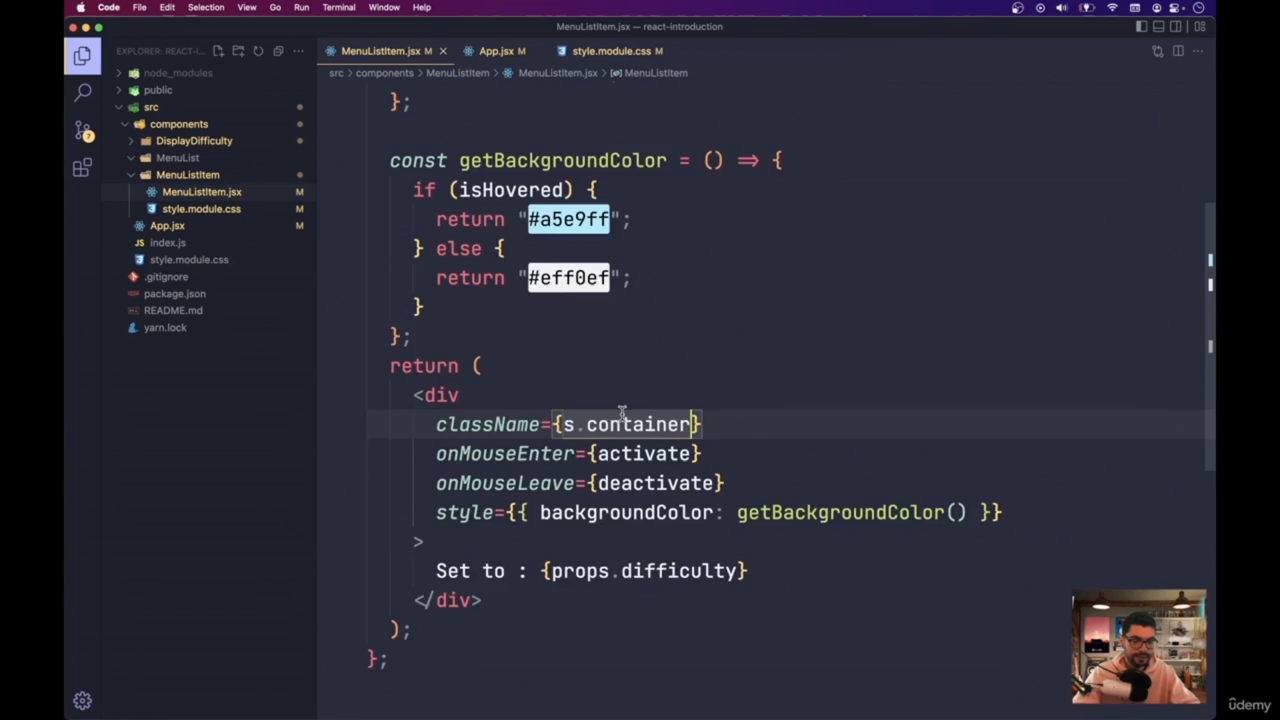 Code File Edit Selection View Go Run Terminal Window Help
MenuListItem.jsx — react-introduction
EXPLORER: REACT-I...
MenuListItem.jsx M
App.jsx M
style.module.css M
src > components > MenuListItem > MenuListItem.jsx > MenuListItem
node_modules
public
src
components
DisplayDifficulty
MenuList
MenuListItem
MenuListItem.jsx M
style.module.css M
App.jsx M
index.js
style.module.css
.gitignore
package.json
README.md
yarn.lock
7
};
const getBackgroundColor = () => {
if (isHovered) {
return "#a5e9ff";
} else {
return "#eff0ef";
}
};
return (
<div
className={s.container}
onMouseEnter={activate}
onMouseLeave={deactivate}
style={{ backgroundColor: getBackgroundColor() }}
>
Set to : {props.difficulty}
</div>
);
};
ûdemy